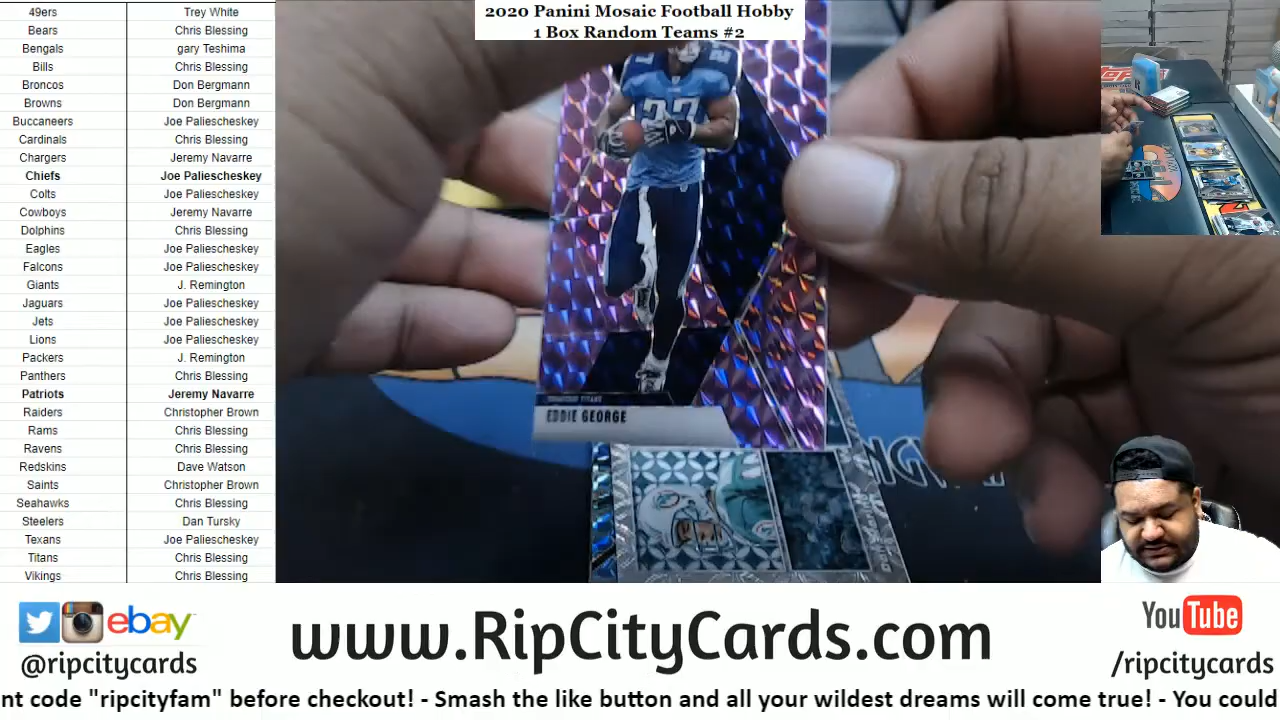 2020 Panini Mosaic Football Hobby
1 Box Random Teams #2
49ers Trey White
Bears Chris Blessing
Bengals gary Teshima
Bills Chris Blessing
Broncos Don Bergmann
Browns Don Bergmann
Buccaneers Joe Paliescheskey
Cardinals Chris Blessing
Chargers Jeremy Navarre
Chiefs Joe Paliescheskey
Colts Joe Paliescheskey
Cowboys Jeremy Navarre
Dolphins Chris Blessing
Eagles Joe Paliescheskey
Falcons Joe Paliescheskey
Giants J. Remington
Jaguars Joe Paliescheskey
Jets Joe Paliescheskey
Lions Joe Paliescheskey
Packers J. Remington
Panthers Chris Blessing
Patriots Jeremy Navarre
Raiders Christopher Brown
Rams Chris Blessing
Ravens Chris Blessing
Redskins Dave Watson
Saints Christopher Brown
Seahawks Chris Blessing
Steelers Dan Tursky
Texans Joe Paliescheskey
Titans Chris Blessing
Vikings Chris Blessing
27
TENNESSEE TITANS
EDDIE GEORGE
ebay
@ripcitycards
www.RipCityCards.com
YouTube
/ripcitycards
nt code "ripcityfam" before checkout! - Smash the like button and all your wildest dreams will come true! - You could